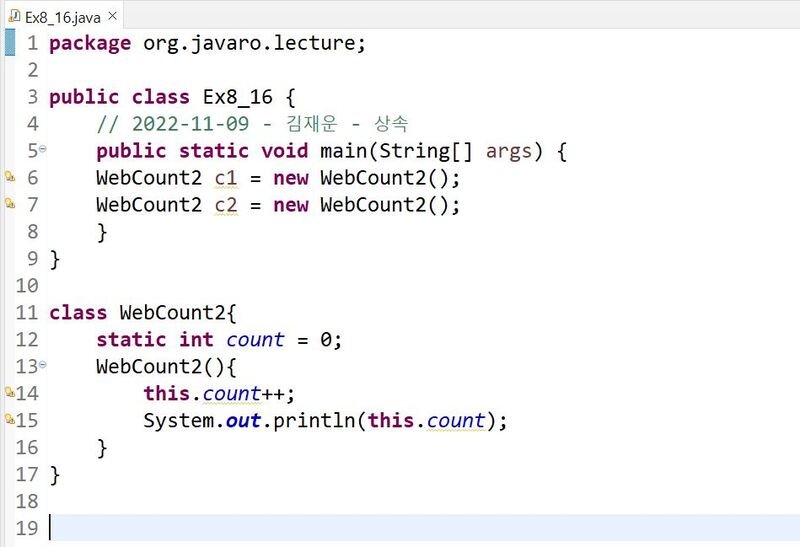 Ex8_16.java
1 package org.javaro.lecture;
2
3 public class Ex8_16 {
4     // 2022-11-09 - 김재운 - 상속
5     public static void main(String[] args) {
6     WebCount2 c1 = new WebCount2();
7     WebCount2 c2 = new WebCount2();
8     }
9 }
10
11 class WebCount2{
12     static int count = 0;
13     WebCount2(){
14         this.count++;
15         System.out.println(this.count);
16     }
17 }
18
19